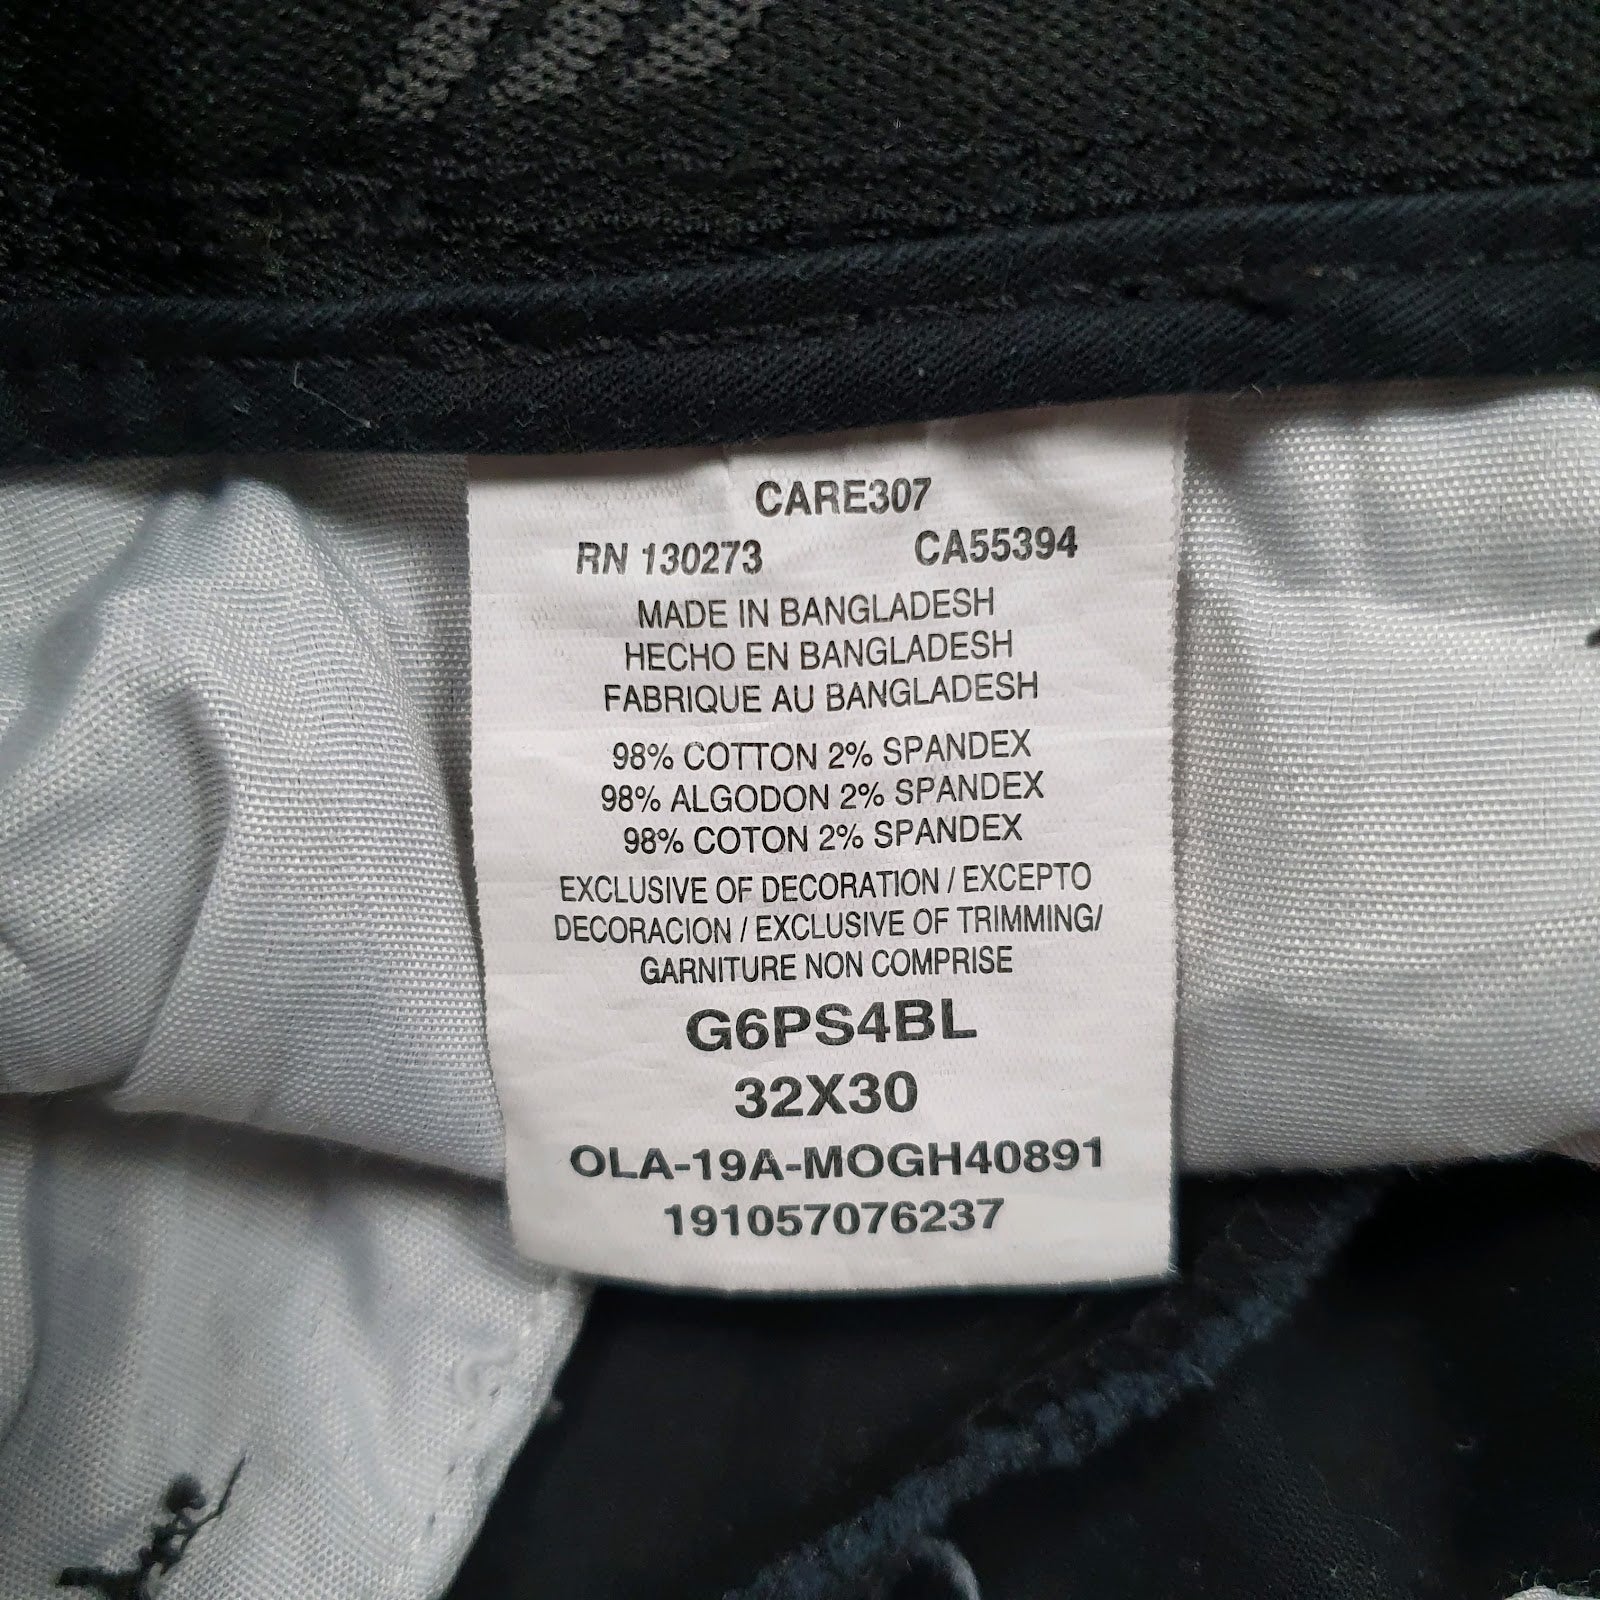 CARE307
RN 130273 CA55394
MADE IN BANGLADESH
HECHO EN BANGLADESH
FABRIQUE AU BANGLADESH
98% COTTON 2% SPANDEX
98% ALGODON 2% SPANDEX
98% COTON 2% SPANDEX
EXCLUSIVE OF DECORATION / EXCEPTO
DECORACION / EXCLUSIVE OF TRIMMING/
GARNITURE NON COMPRISE
G6PS4BL
32X30
OLA-19A-MOGH40891
191057076237